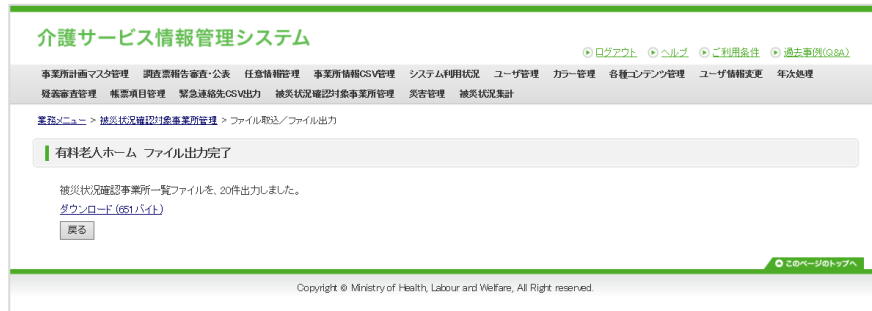 介護サービス情報管理システム
ログアウト ヘルプ ご利用条件 過去事例(Q&A)
事業所計画マスタ管理 調査票報告審査・公表 任意情報管理 事業所情報CSV管理 システム利用状況 ユーザ管理 カラー管理 各種コンテンツ管理 ユーザ情報変更 年次処理
疑義審査管理 帳票項目管理 緊急連絡先CSV出力 被災状況確認対象事業所管理 災害管理 被災状況集計
業務メニュー > 被災状況確認対象事業所管理 > ファイル取込/ファイル出力
有料老人ホーム ファイル出力完了
被災状況確認事業所一覧ファイルを、20件出力しました。
ダウンロード(651バイト)
戻る
このページのトップへ
Copyright © Ministry of Health, Labour and Welfare, All Right reserved.